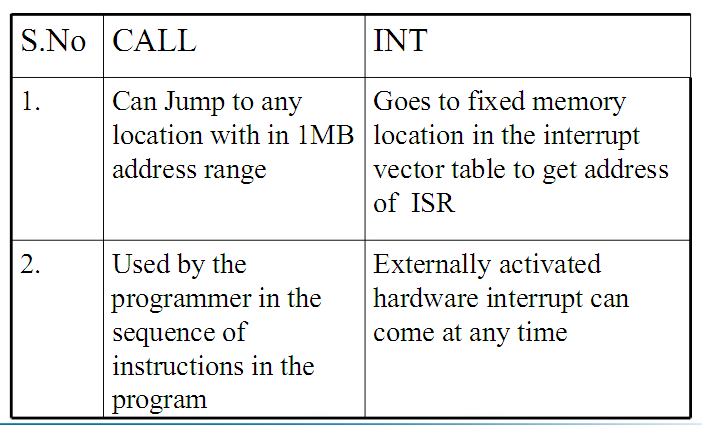 S.No CALL INT
1. Can Jump to any Goes to fixed memory
location with in 1MB location in the interrupt
address range vector table to get address
of ISR
2. Used by the Externally activated
programmer in the hardware interrupt can
sequence of come at any time
instructions in the
program